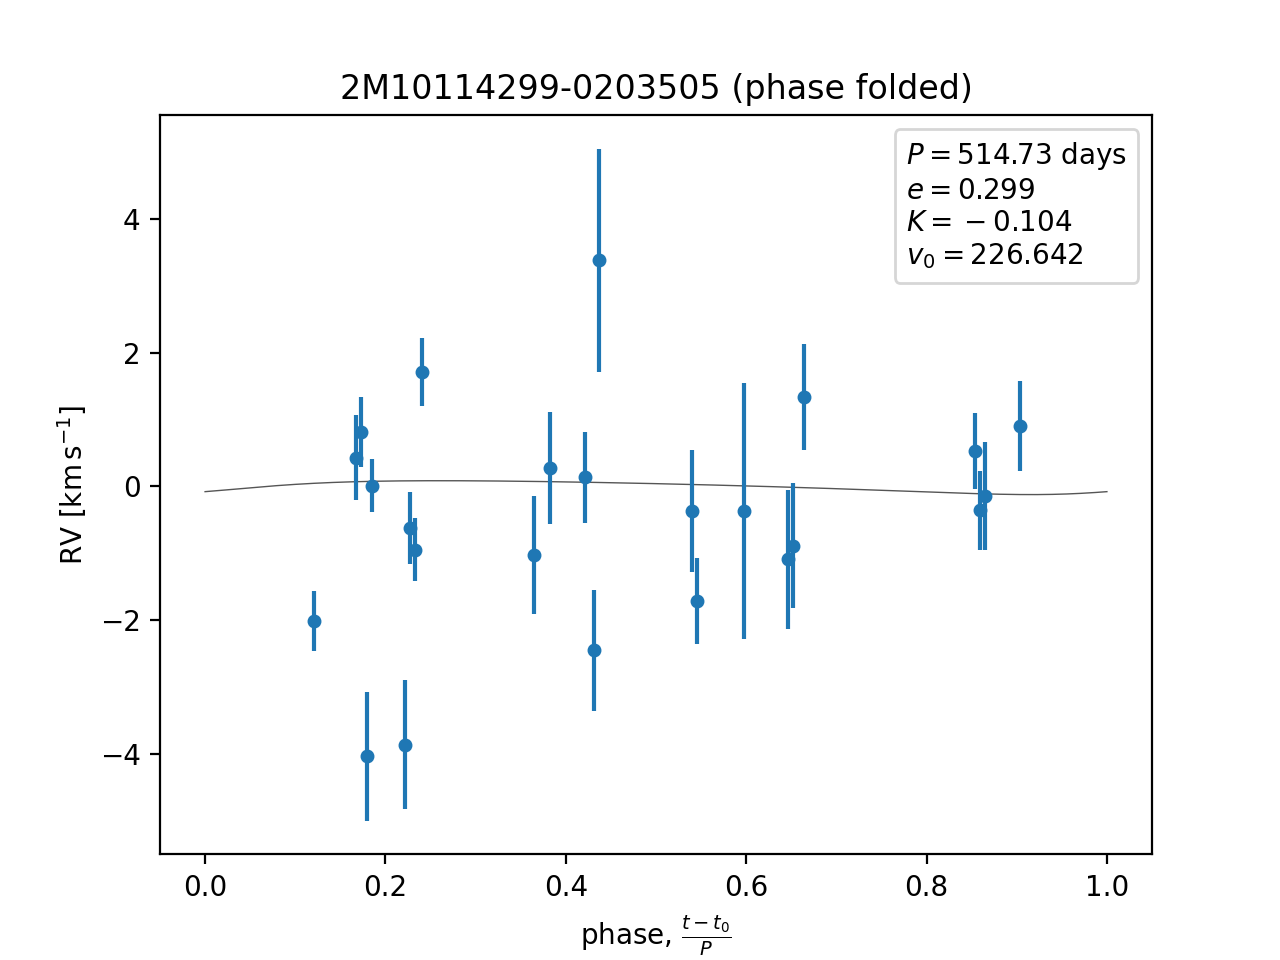 2M10114299-0203505 (phase folded)
P = 514.73 days
e = 0.299
K = −0.104
v₀ = 226.642
4
2
0
−2
−4
RV [km s⁻¹]
0.0 0.2 0.4 0.6 0.8 1.0
phase, (t − t₀)/P